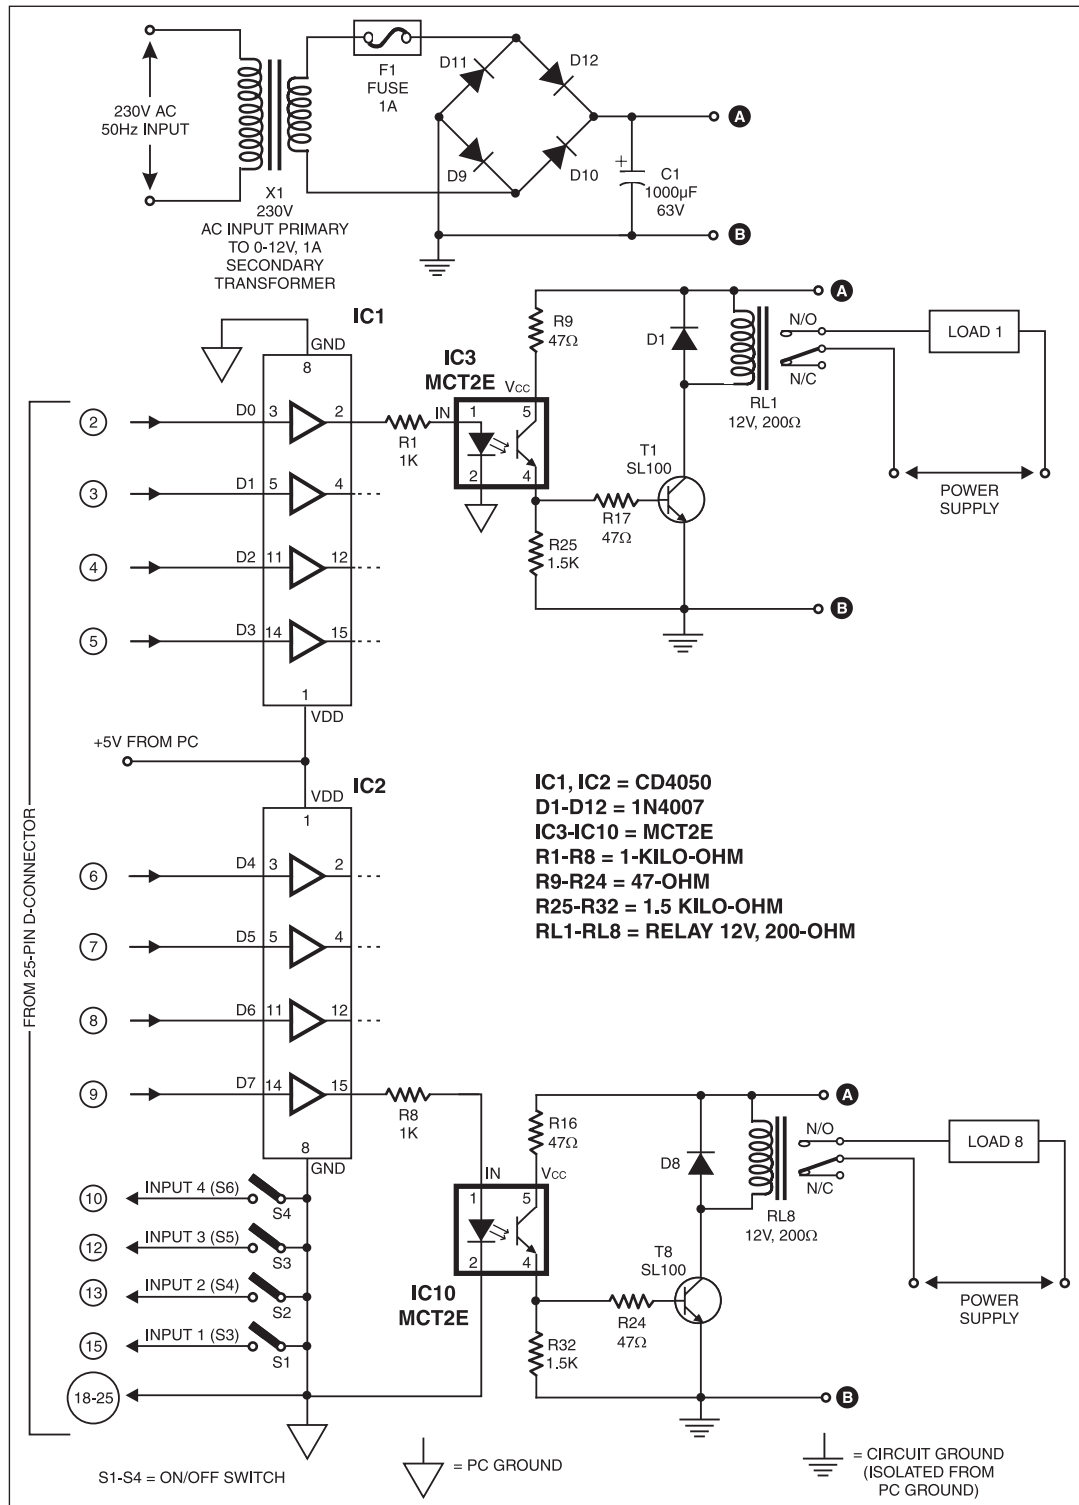 230V AC
50Hz INPUT
X1
230V
AC INPUT PRIMARY
TO 0-12V, 1A
SECONDARY
TRANSFORMER
F1
FUSE
1A
D11
D12
D9
D10
+
C1
1000µF
63V
A
B
IC1
GND
8
2
D0
3
2
3
D1
5
4
4
D2
11
12
5
D3
14
15
1
VDD
R1
1K
IC3
MCT2E
IN
1
2
VCC
5
4
R9
47Ω
R17
47Ω
R25
1.5K
D1
T1
SL100
RL1
12V, 200Ω
N/O
N/C
A
LOAD 1
POWER
SUPPLY
B
+5V FROM PC
FROM 25-PIN D-CONNECTOR
IC2
VDD
1
6
D4
3
2
7
D5
5
4
8
D6
11
12
9
D7
14
15
8
GND
IC1, IC2 = CD4050
D1-D12 = 1N4007
IC3-IC10 = MCT2E
R1-R8 = 1-KILO-OHM
R9-R24 = 47-OHM
R25-R32 = 1.5 KILO-OHM
RL1-RL8 = RELAY 12V, 200-OHM
R8
1K
IN
1
2
VCC
5
4
IC10
MCT2E
R16
47Ω
R24
47Ω
R32
1.5K
D8
T8
SL100
RL8
12V, 200Ω
N/O
N/C
A
LOAD 8
POWER
SUPPLY
B
10
INPUT 4 (S6)
S4
12
INPUT 3 (S5)
S3
13
INPUT 2 (S4)
S2
15
INPUT 1 (S3)
S1
18-25
S1-S4 = ON/OFF SWITCH
= PC GROUND
= CIRCUIT GROUND
(ISOLATED FROM
PC GROUND)